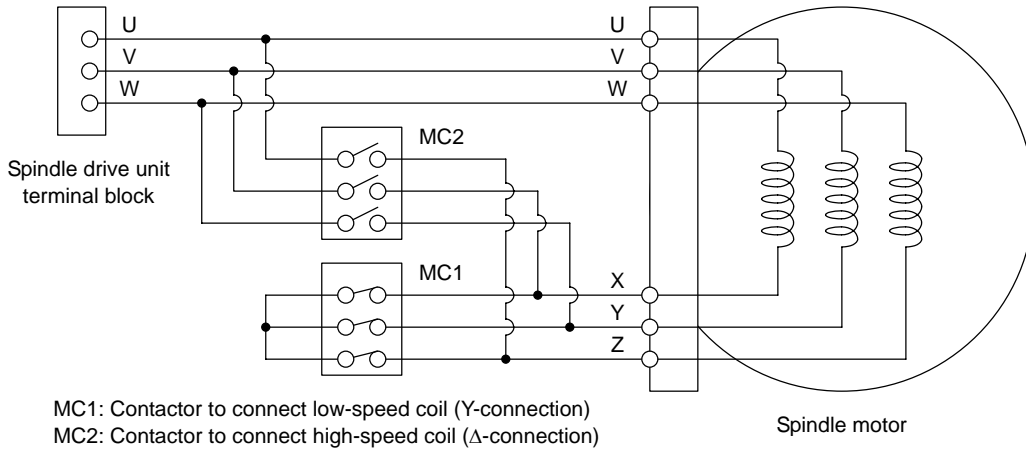 U
V
W
U
V
W
MC2
Spindle drive unit
terminal block
MC1
X
Y
Z
MC1: Contactor to connect low-speed coil (Y-connection)
MC2: Contactor to connect high-speed coil (Δ-connection)
Spindle motor